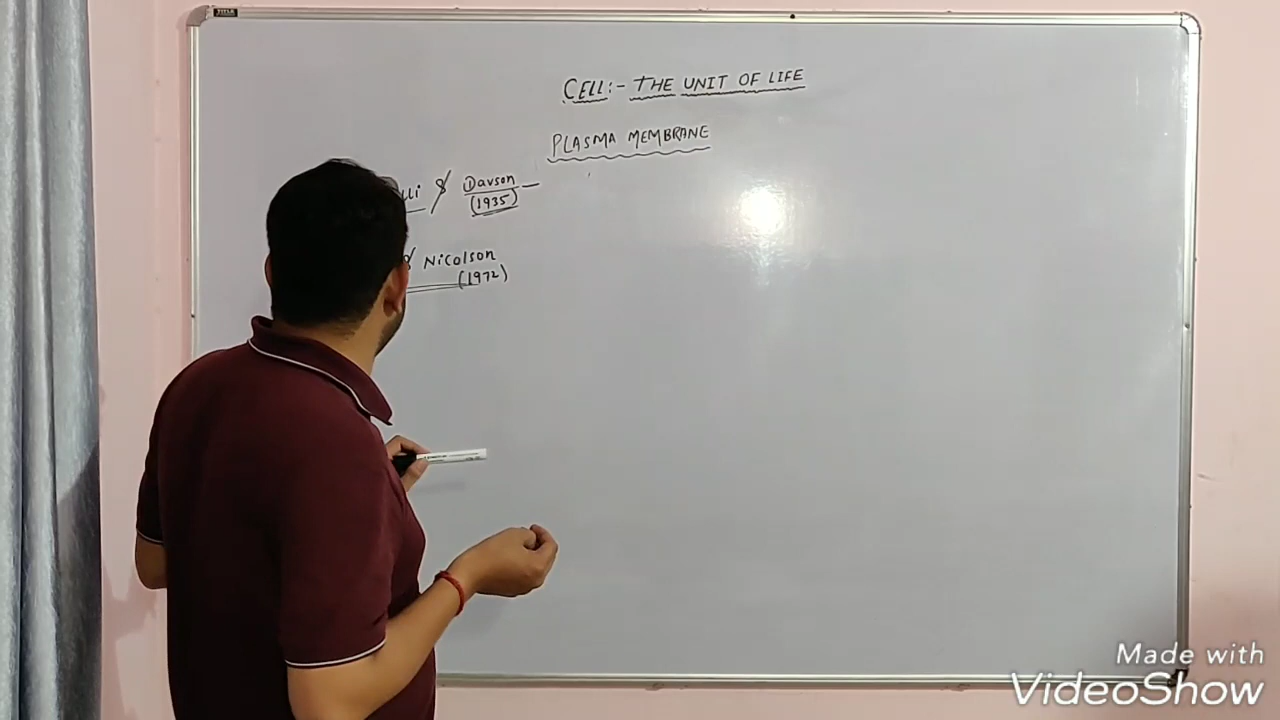 CELL:- THE UNIT OF LIFE
PLASMA MEMBRANE
& Davson —
(1935)
& Nicolson
(1972)
Made with
VideoShow